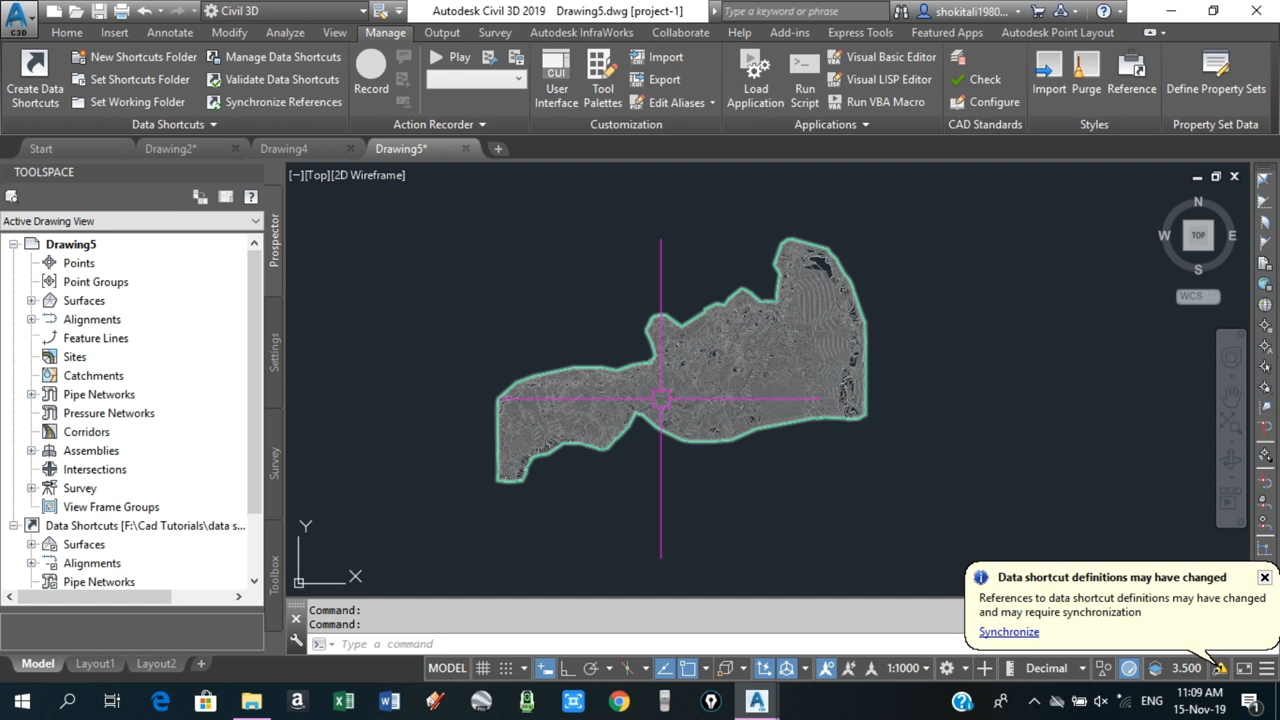 Civil 3D
Autodesk Civil 3D 2019 Drawing5.dwg [project-1]
Type a keyword or phrase
shokitali1980...
C3D
Home Insert Annotate Modify Analyze View Manage Output Survey Autodesk InfraWorks Collaborate Help Add-ins Express Tools Featured Apps Autodesk Point Layout
Create Data
Shortcuts
New Shortcuts Folder
Set Shortcuts Folder
Set Working Folder
Manage Data Shortcuts
Validate Data Shortcuts
Synchronize References
Data Shortcuts
Record
Play
Action Recorder
CUI
User
Interface
Tool
Palettes
Import
Export
Edit Aliases
Customization
Load
Application
Run
Script
Visual Basic Editor
Visual LISP Editor
Run VBA Macro
Applications
Check
Configure
CAD Standards
Import
Purge
Reference
Styles
Define Property Sets
Property Set Data
Start
Drawing2*
Drawing4
Drawing5*
TOOLSPACE
Active Drawing View
Drawing5
Points
Point Groups
Surfaces
Alignments
Feature Lines
Sites
Catchments
Pipe Networks
Pressure Networks
Corridors
Assemblies
Intersections
Survey
View Frame Groups
Data Shortcuts [F:\Cad Tutorials\data s...
Surfaces
Alignments
Pipe Networks
Prospector
Settings
Survey
Toolbox
[−][Top][2D Wireframe]
N
W
TOP
E
S
WCS
Y
X
Command:
Command:
Type a command
Data shortcut definitions may have changed
References to data shortcut definitions may have changed
and may require synchronization
Synchronize
Model Layout1 Layout2
MODEL
1:1000
Decimal
3.500
ENG
11:09 AM
15-Nov-19
1